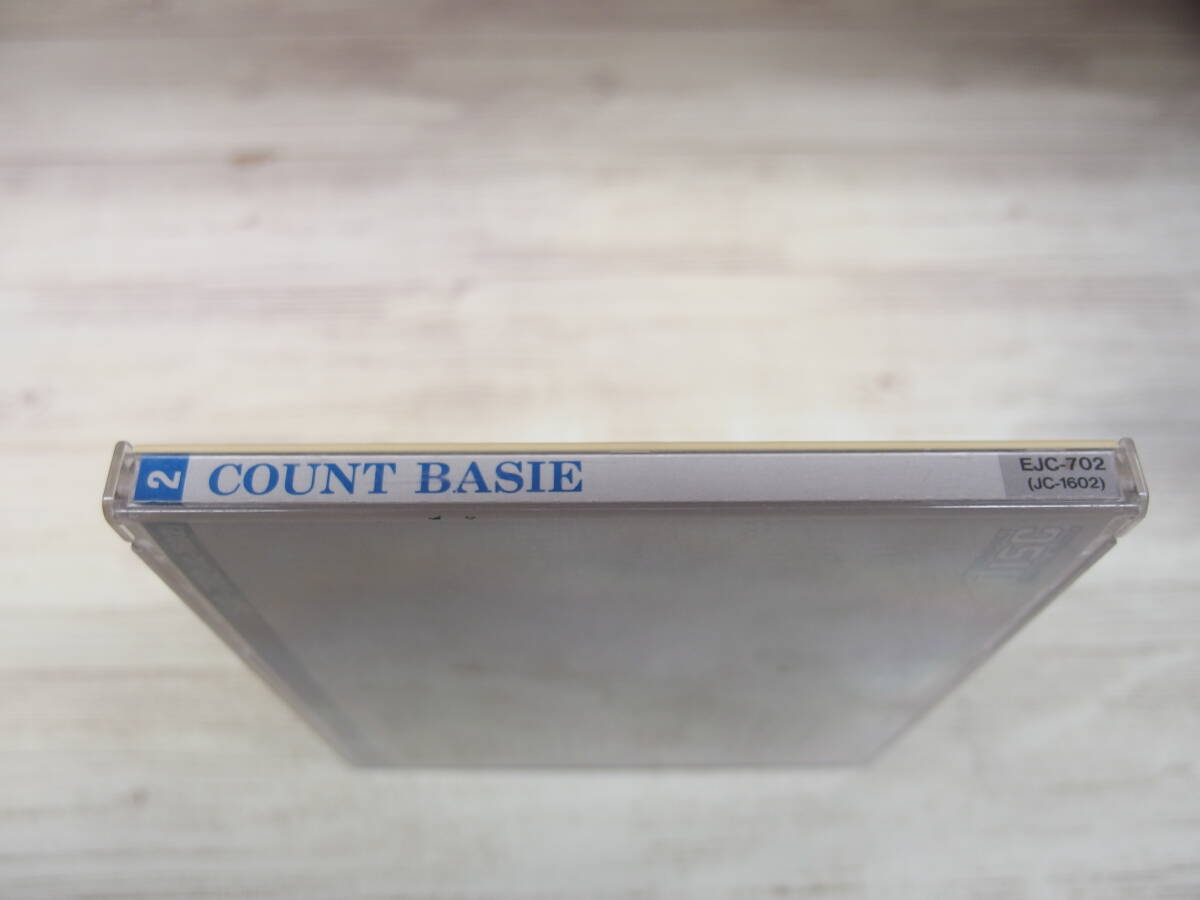 2
COUNT BASIE
EJC-702
(JC-1602)